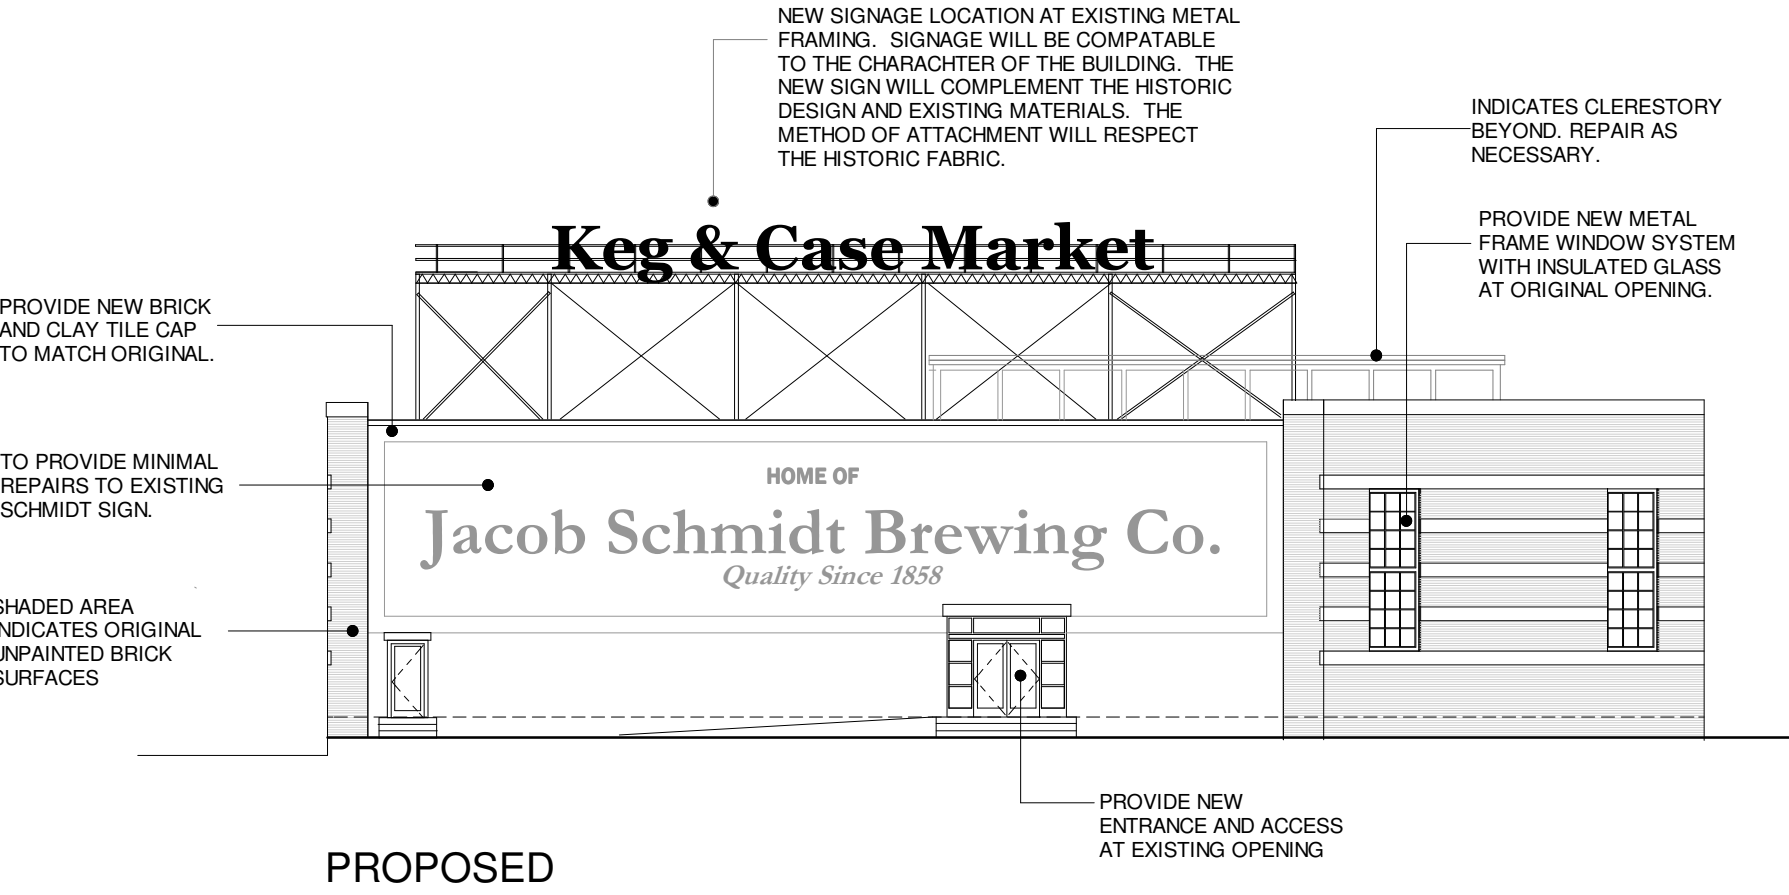 NEW SIGNAGE LOCATION AT EXISTING METAL
FRAMING. SIGNAGE WILL BE COMPATABLE
TO THE CHARACHTER OF THE BUILDING. THE
NEW SIGN WILL COMPLEMENT THE HISTORIC
DESIGN AND EXISTING MATERIALS. THE
METHOD OF ATTACHMENT WILL RESPECT
THE HISTORIC FABRIC.
INDICATES CLERESTORY
BEYOND. REPAIR AS
NECESSARY.
PROVIDE NEW METAL
FRAME WINDOW SYSTEM
WITH INSULATED GLASS
AT ORIGINAL OPENING.
Keg & Case Market
PROVIDE NEW BRICK
AND CLAY TILE CAP
TO MATCH ORIGINAL.
TO PROVIDE MINIMAL
REPAIRS TO EXISTING
SCHMIDT SIGN.
HOME OF
Jacob Schmidt Brewing Co.
Quality Since 1858
SHADED AREA
INDICATES ORIGINAL
UNPAINTED BRICK
SURFACES
PROVIDE NEW
ENTRANCE AND ACCESS
AT EXISTING OPENING
PROPOSED